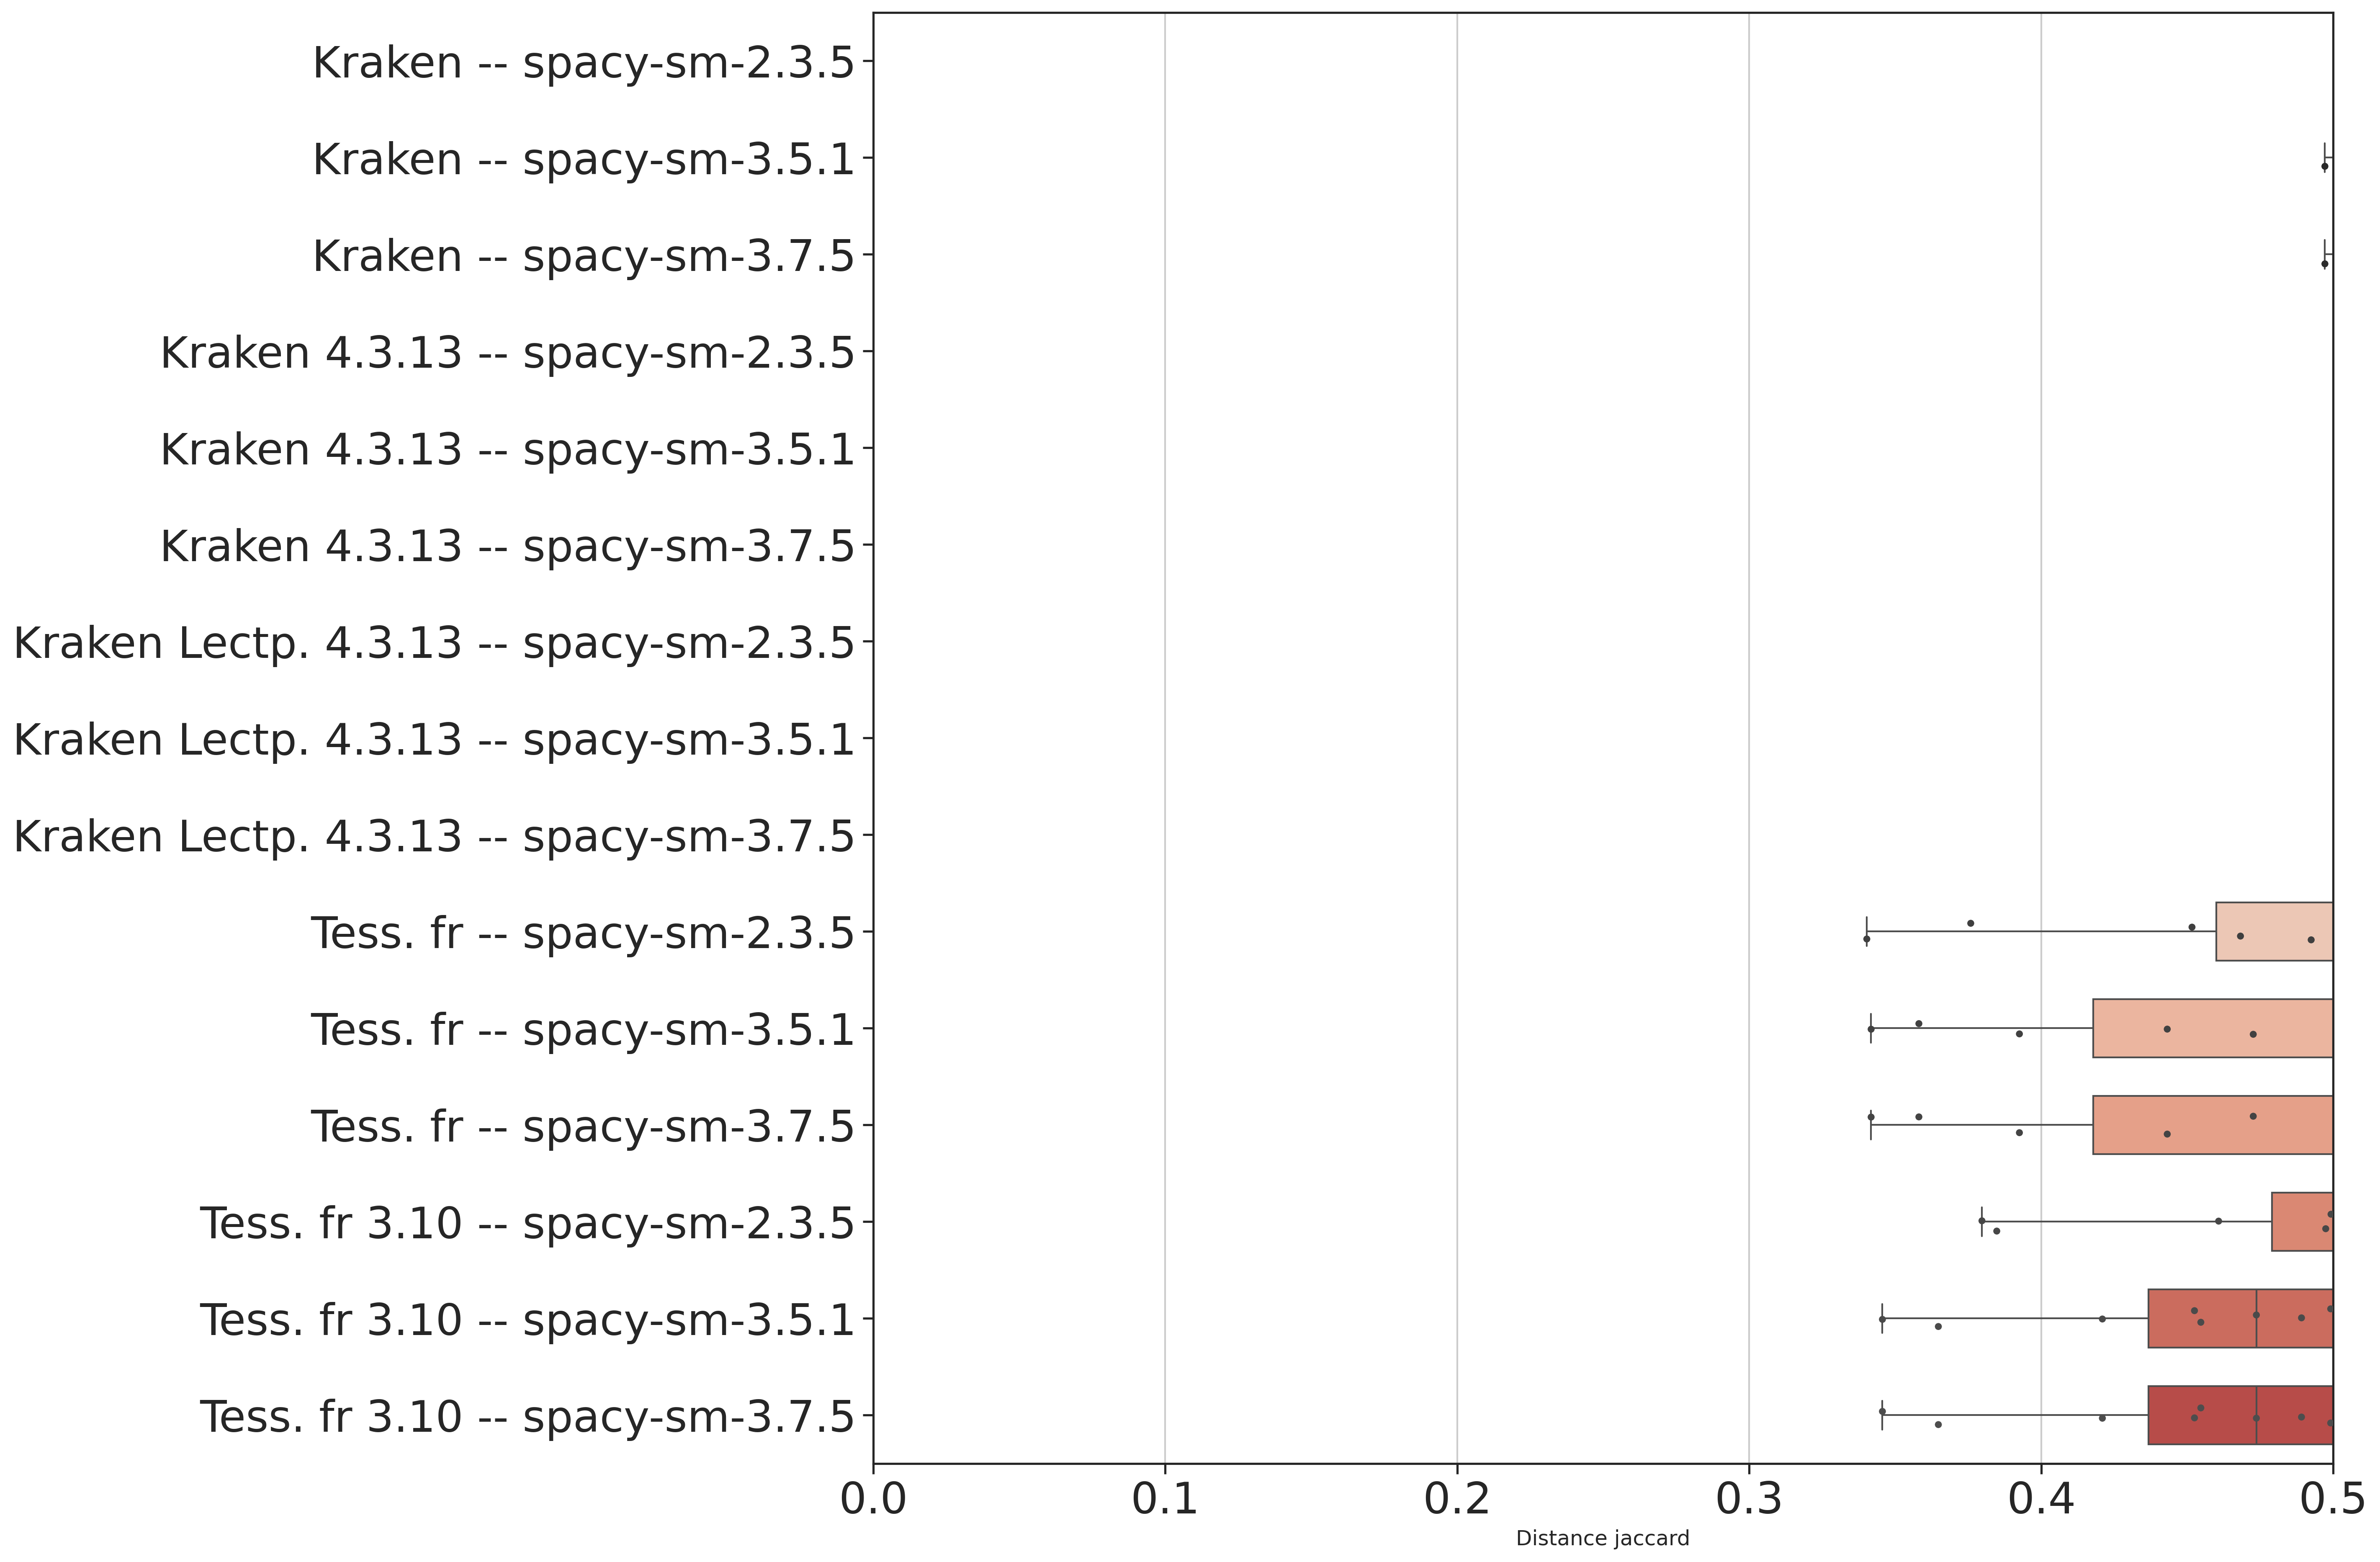 Kraken -- spacy-sm-2.3.5
Kraken -- spacy-sm-3.5.1
Kraken -- spacy-sm-3.7.5
Kraken 4.3.13 -- spacy-sm-2.3.5
Kraken 4.3.13 -- spacy-sm-3.5.1
Kraken 4.3.13 -- spacy-sm-3.7.5
Kraken Lectp. 4.3.13 -- spacy-sm-2.3.5
Kraken Lectp. 4.3.13 -- spacy-sm-3.5.1
Kraken Lectp. 4.3.13 -- spacy-sm-3.7.5
Tess. fr -- spacy-sm-2.3.5
Tess. fr -- spacy-sm-3.5.1
Tess. fr -- spacy-sm-3.7.5
Tess. fr 3.10 -- spacy-sm-2.3.5
Tess. fr 3.10 -- spacy-sm-3.5.1
Tess. fr 3.10 -- spacy-sm-3.7.5
0.0 0.1 0.2 0.3 0.4 0.5
Distance jaccard